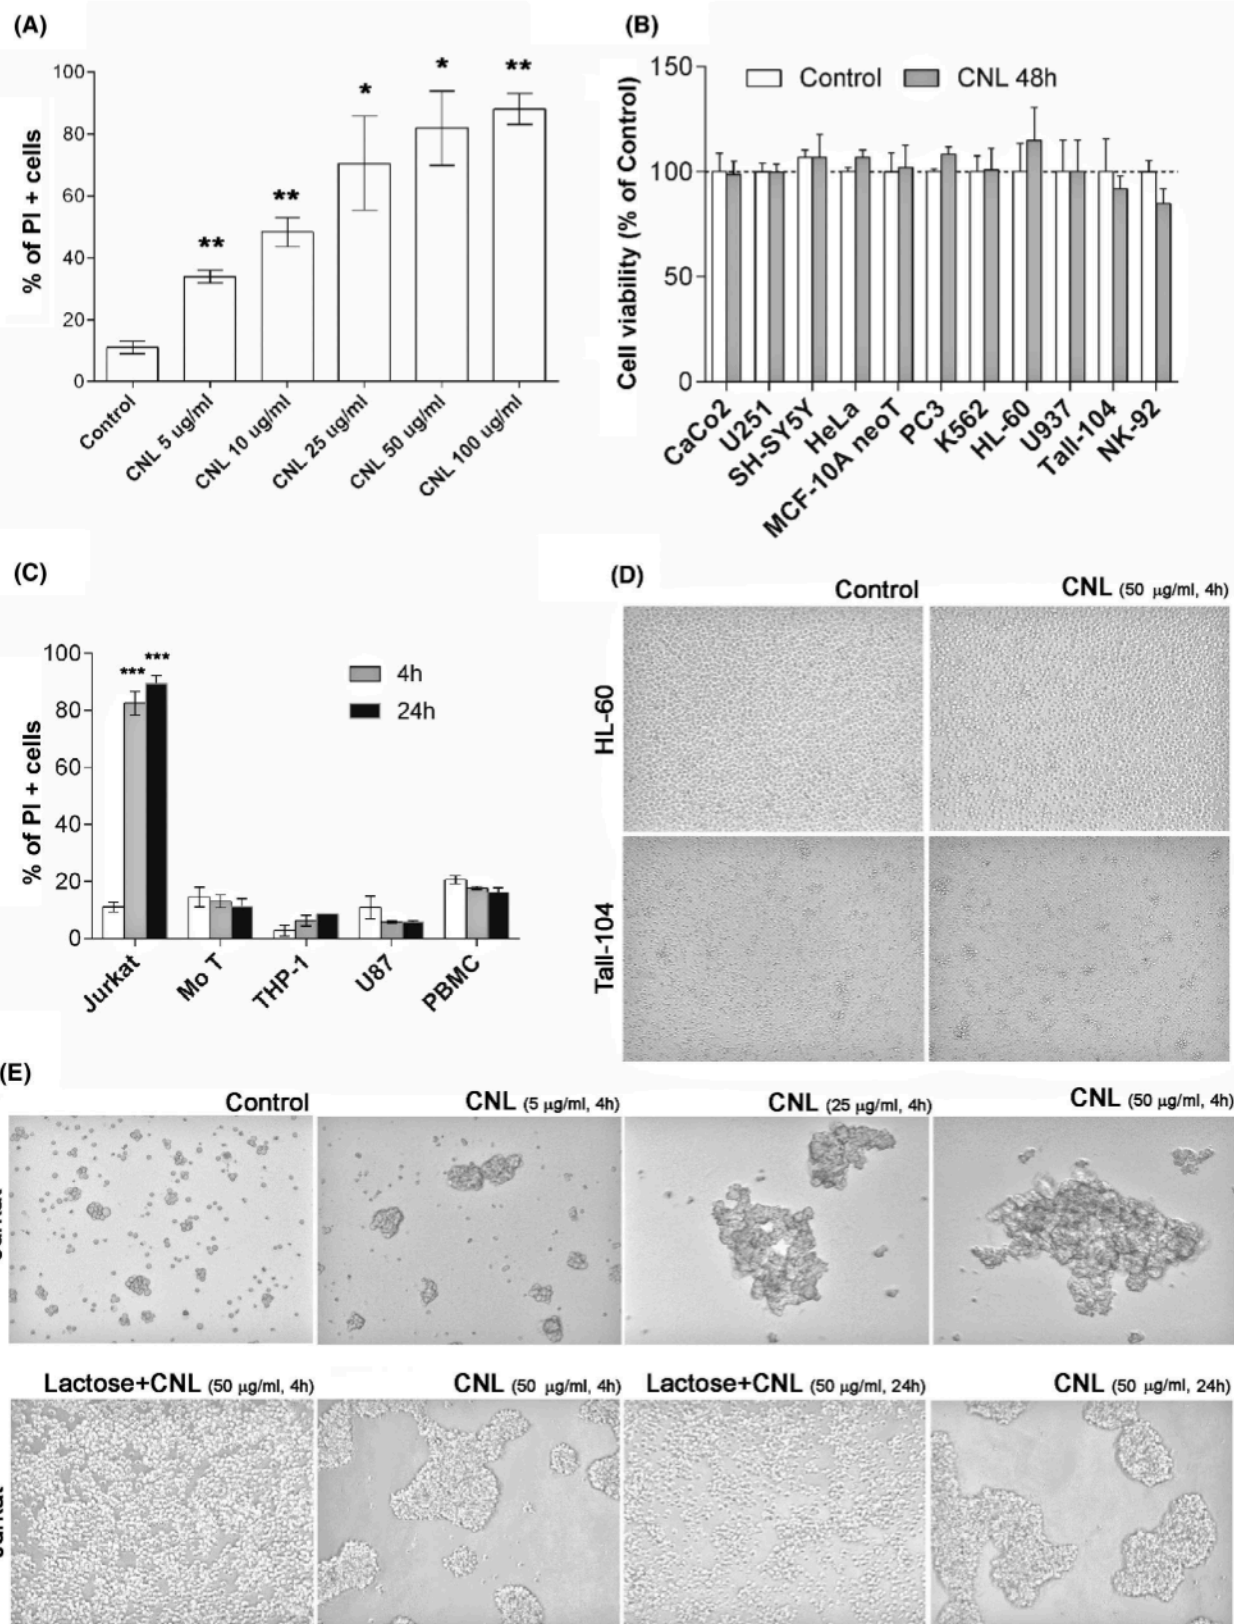 (A)
100
80
60
40
20
0
% of PI + cells
**
**
*
*
**
Control
CNL 5 ug/ml
CNL 10 ug/ml
CNL 25 ug/ml
CNL 50 ug/ml
CNL 100 ug/ml
(B)
150
100
50
0
Cell viability (% of Control)
Control
CNL 48h
CaCo2
U251
SH-SY5Y
HeLa
MCF-10A neoT
PC3
K562
HL-60
U937
Tall-104
NK-92
(C)
100
80
60
40
20
0
% of PI + cells
***
***
4h
24h
Jurkat
Mo T
THP-1
U87
PBMC
(D)
Control
CNL (50 µg/ml, 4h)
HL-60
Tall-104
(E)
Control
CNL (5 µg/ml, 4h)
CNL (25 µg/ml, 4h)
CNL (50 µg/ml, 4h)
Lactose+CNL (50 µg/ml, 4h)
CNL (50 µg/ml, 4h)
Lactose+CNL (50 µg/ml, 24h)
CNL (50 µg/ml, 24h)